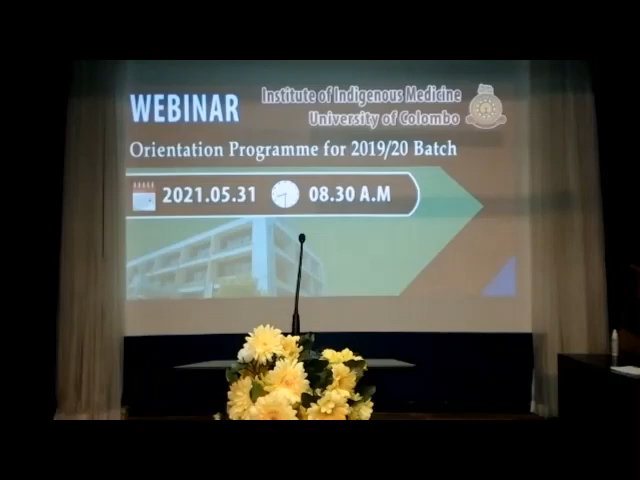 WEBINAR
Institute of Indigenous Medicine
University of Colombo
Orientation Programme for 2019/20 Batch
2021.05.31 08.30 A.M